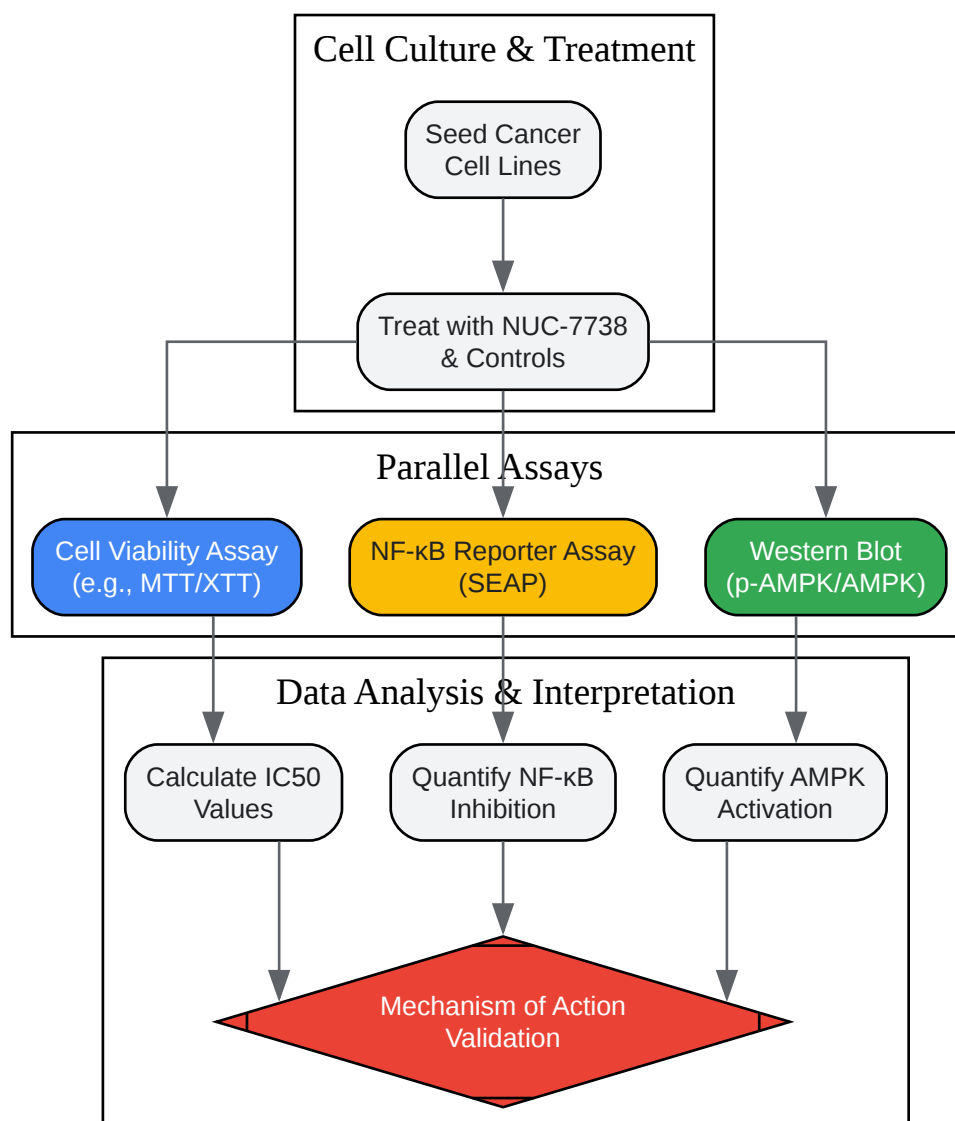 Cell Culture & Treatment
Seed Cancer
Cell Lines
Treat with NUC-7738
& Controls
Parallel Assays
Cell Viability Assay
(e.g., MTT/XTT)
NF-κB Reporter Assay
(SEAP)
Western Blot
(p-AMPK/AMPK)
Data Analysis & Interpretation
Calculate IC50
Values
Quantify NF-κB
Inhibition
Quantify AMPK
Activation
Mechanism of Action
Validation